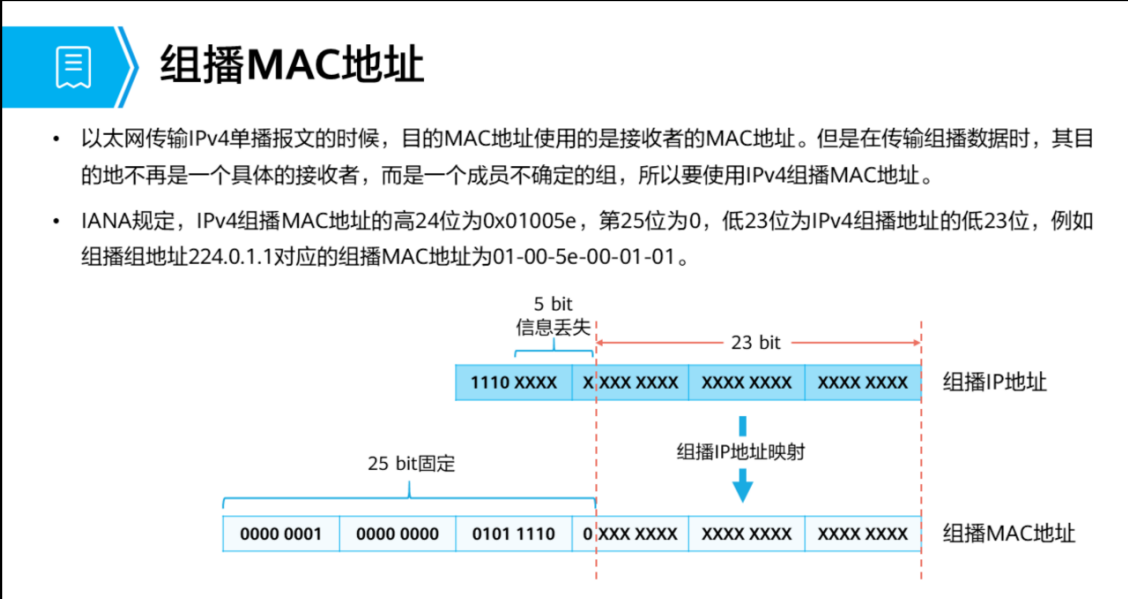 组播MAC地址
• 以太网传输IPv4单播报文的时候，目的MAC地址使用的是接收者的MAC地址。但是在传输组播数据时，其目
的地不再是一个具体的接收者，而是一个成员不确定的组，所以要使用IPv4组播MAC地址。
• IANA规定，IPv4组播MAC地址的高24位为0x01005e，第25位为0，低23位为IPv4组播地址的低23位，例如
组播组地址224.0.1.1对应的组播MAC地址为01-00-5e-00-01-01。
5 bit
信息丢失
23 bit
1110 XXXX X XXX XXXX XXXX XXXX XXXX XXXX 组播IP地址
组播IP地址映射
25 bit固定
0000 0001 0000 0000 0101 1110 0 XXX XXXX XXXX XXXX XXXX XXXX 组播MAC地址